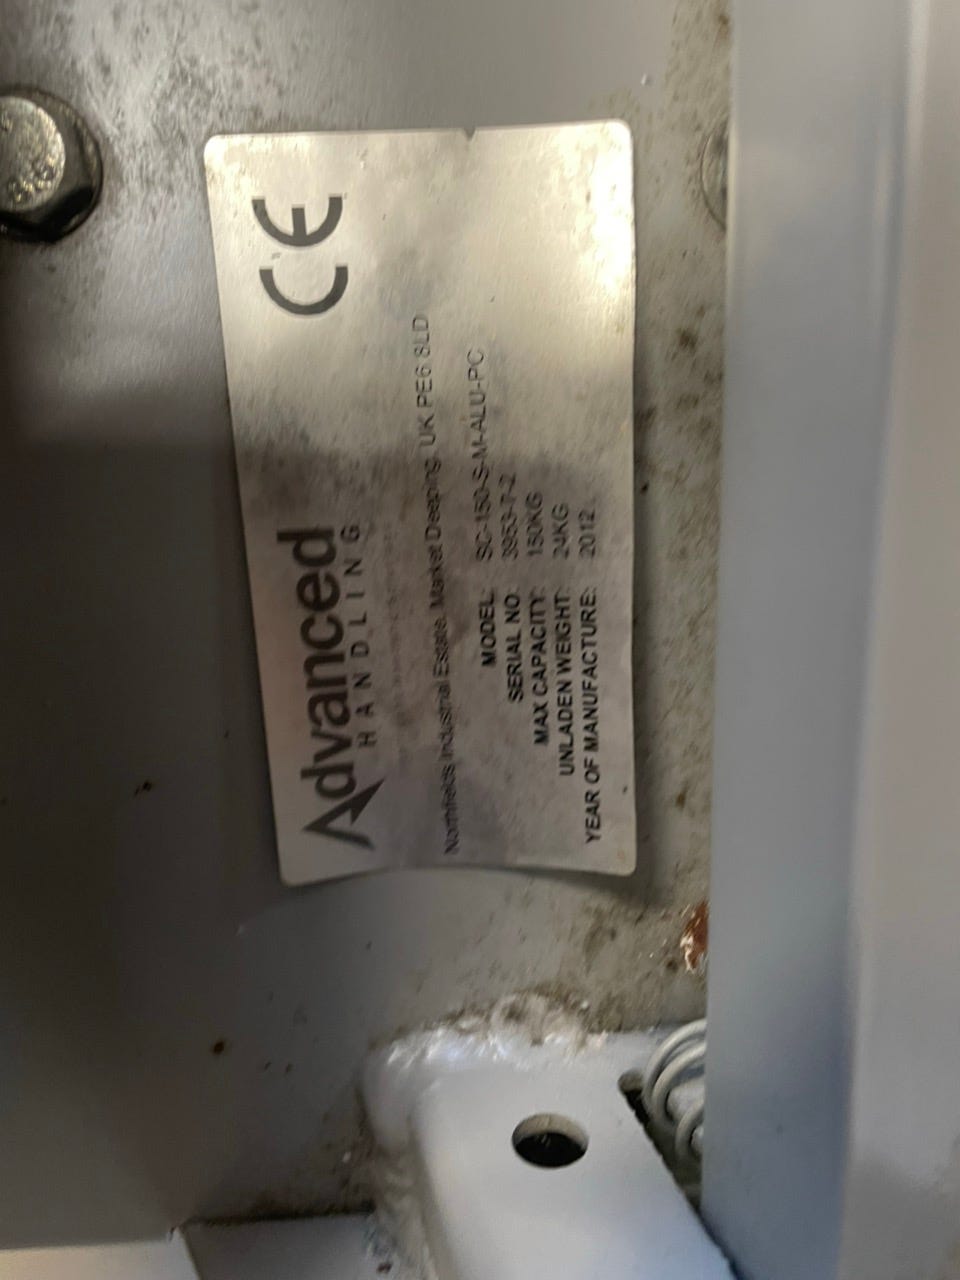 Advanced
HANDLING
CE
Northfields Industrial Estate, Market Deeping, UK PE6 8LD
MODEL: SC-150-S-M-ALU-PC
SERIAL NO: 3953-7-2
MAX CAPACITY: 150KG
UNLADEN WEIGHT: 24KG
YEAR OF MANUFACTURE: 2012